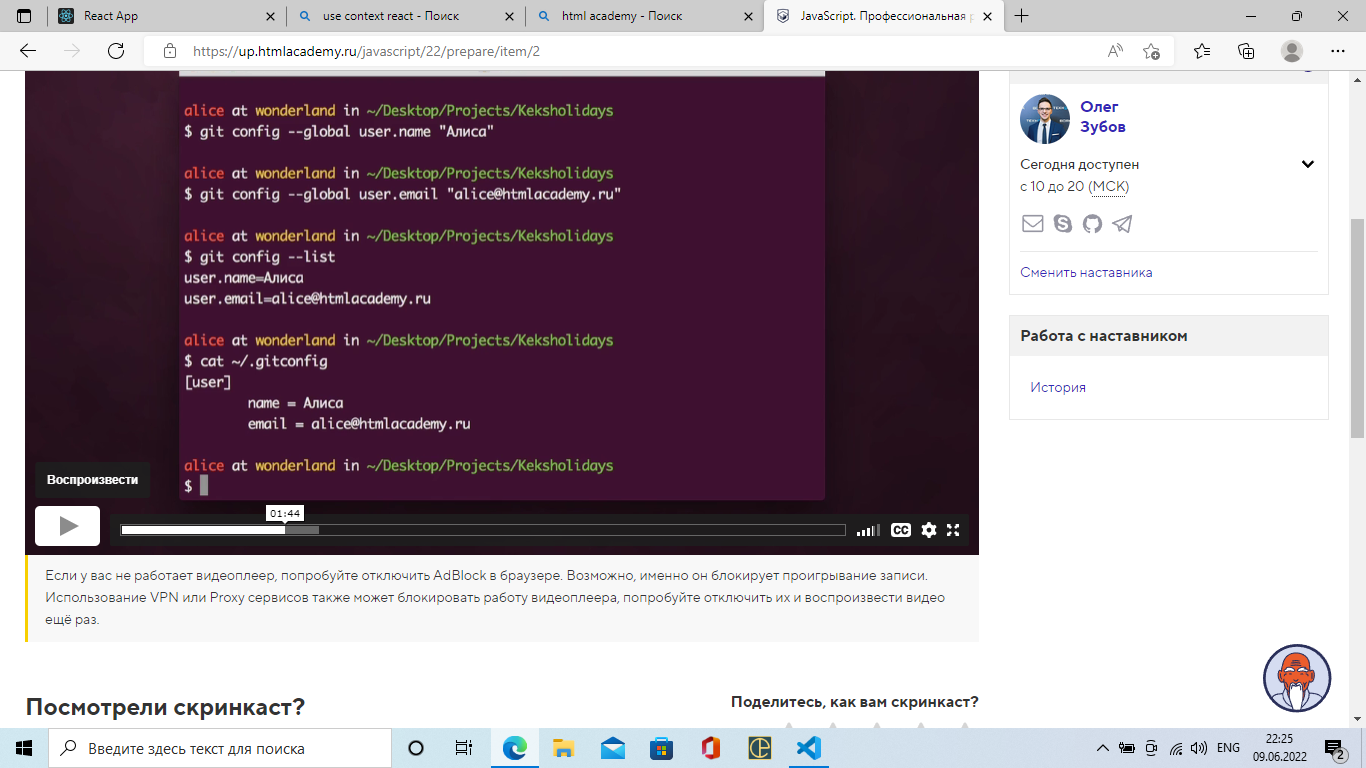 React App
use context react - Поиск
html academy - Поиск
JavaScript. Профессиональная р
https://up.htmlacademy.ru/javascript/22/prepare/item/2
alice at wonderland in ~/Desktop/Projects/Keksholidays
$ git config --global user.name "Алиса"
alice at wonderland in ~/Desktop/Projects/Keksholidays
$ git config --global user.email "alice@htmlacademy.ru"
alice at wonderland in ~/Desktop/Projects/Keksholidays
$ git config --list
user.name=Алиса
user.email=alice@htmlacademy.ru
alice at wonderland in ~/Desktop/Projects/Keksholidays
$ cat ~/.gitconfig
[user]
name = Алиса
email = alice@htmlacademy.ru
alice at wonderland in ~/Desktop/Projects/Keksholidays
$
Воспроизвести
01:44
CC
Если у вас не работает видеоплеер, попробуйте отключить AdBlock в браузере. Возможно, именно он блокирует проигрывание записи.
Использование VPN или Proxy сервисов также может блокировать работу видеоплеера, попробуйте отключить их и воспроизвести видео
ещё раз.
Посмотрели скринкаст?
Поделитесь, как вам скринкаст?
Олег
Зубов
Сегодня доступен
с 10 до 20 (МСК)
Сменить наставника
Работа с наставником
История
Введите здесь текст для поиска
ENG
22:25
09.06.2022
2